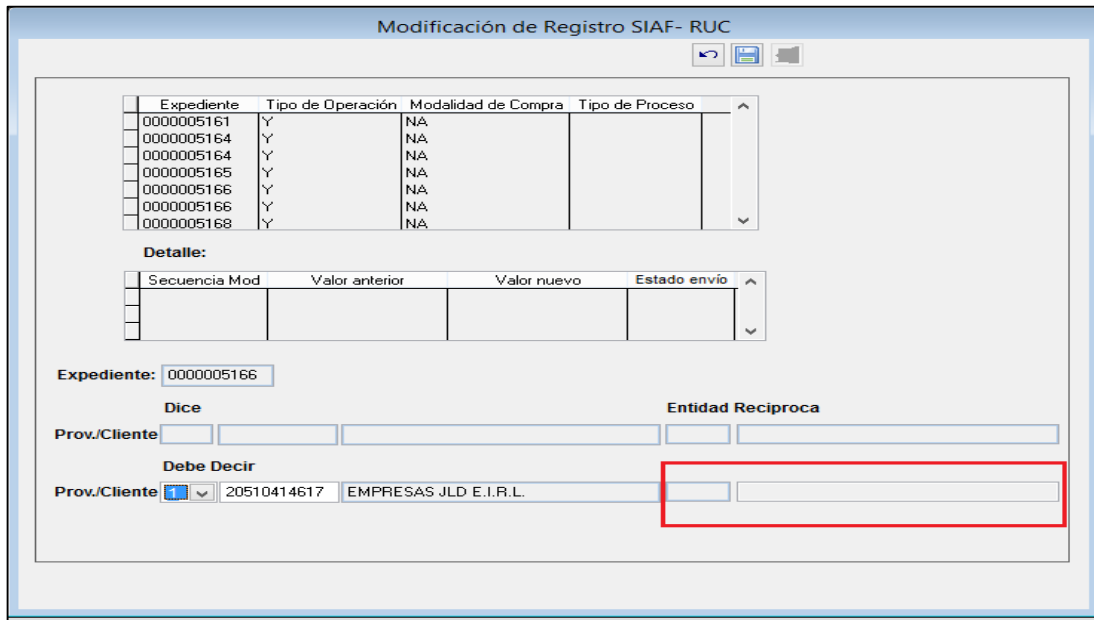 Modificación de Registro SIAF- RUC
Expediente Tipo de Operación Modalidad de Compra Tipo de Proceso
0000005161 Y NA
0000005164 Y NA
0000005164 Y NA
0000005165 Y NA
0000005166 Y NA
0000005166 Y NA
0000005168 Y NA
Detalle:
Secuencia Mod Valor anterior Valor nuevo Estado envío
Expediente: 0000005166
Dice Entidad Reciproca
Prov./Cliente
Debe Decir
Prov./Cliente 1 20510414617 EMPRESAS JLD E.I.R.L.